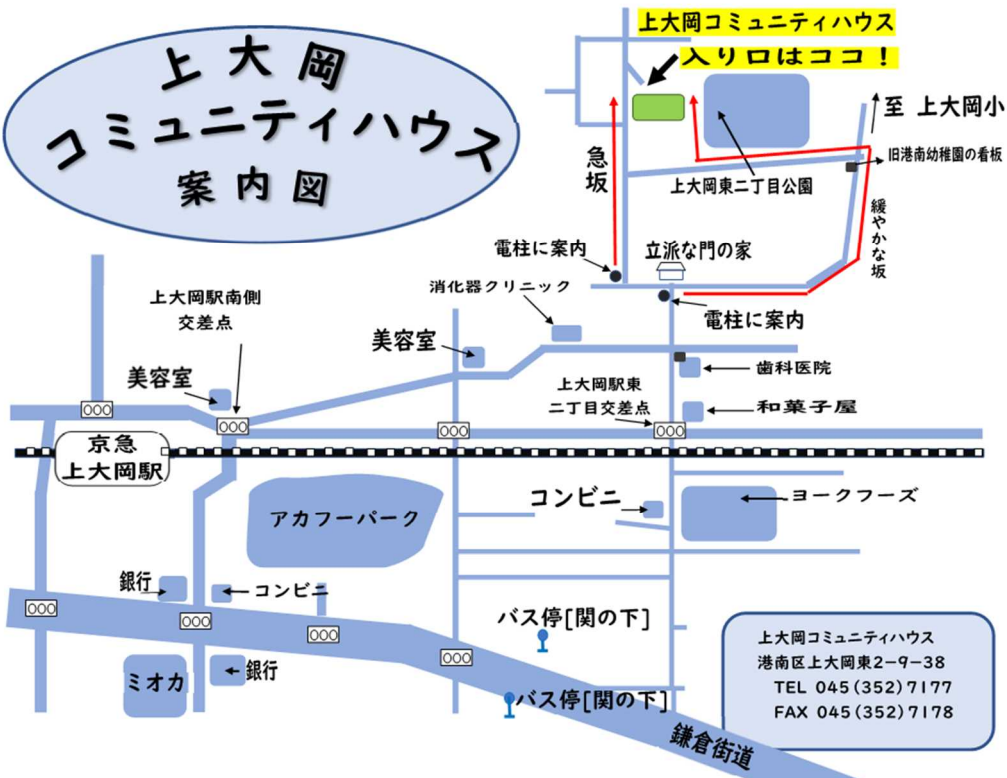 上大岡
コミュニティハウス
案内図
上大岡コミュニティハウス
入り口はココ！
至 上大岡小
旧港南幼稚園の看板
急坂
上大岡東二丁目公園
緩やかな坂
電柱に案内
立派な門の家
消化器クリニック
電柱に案内
上大岡駅南側
交差点
美容室
美容室
歯科医院
上大岡駅東
二丁目交差点
和菓子屋
京急
上大岡駅
アカフーパーク
コンビニ
ヨークフーズ
銀行
コンビニ
バス停[関の下]
ミオカ
銀行
バス停[関の下]
鎌倉街道
上大岡コミュニティハウス
港南区上大岡東2-9-38
TEL 045(352)7177
FAX 045(352)7178